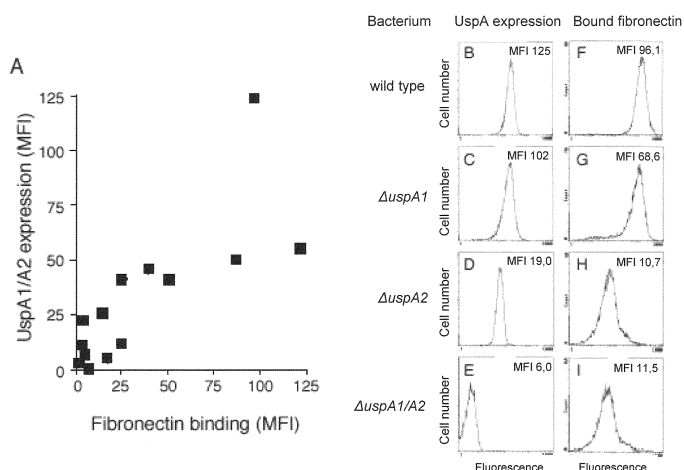 Bacterium UspA expression Bound fibronectin
A
UspA1/A2 expression (MFI)
125
100
75
50
25
0
0 25 50 75 100 125
Fibronectin binding (MFI)
wild type
Cell number
B MFI 125
F MFI 96,1
ΔuspA1
Cell number
C MFI 102
G MFI 68,6
ΔuspA2
Cell number
D MFI 19,0
H MFI 10,7
ΔuspA1/A2
Cell number
E MFI 6,0
I MFI 11,5
Fluorescence Fluorescence